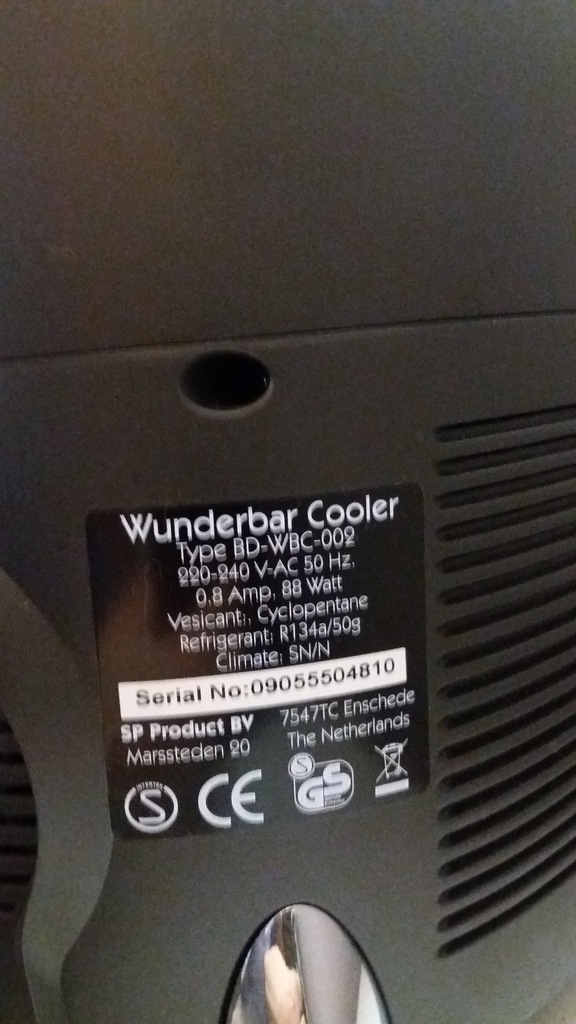 Wunderbar Cooler
Type BD-WBC-002
220-240 V-AC 50 Hz,
0,8 Amp, 88 Watt
Vesicant:, Cyclopentane
Refrigerant: R134a/50g
Climate: SN/N
Serial No:09055504810
SP Product BV
Marssteden 20
7547TC Enschede
The Netherlands
INTERTEK
S
CE
S
GS